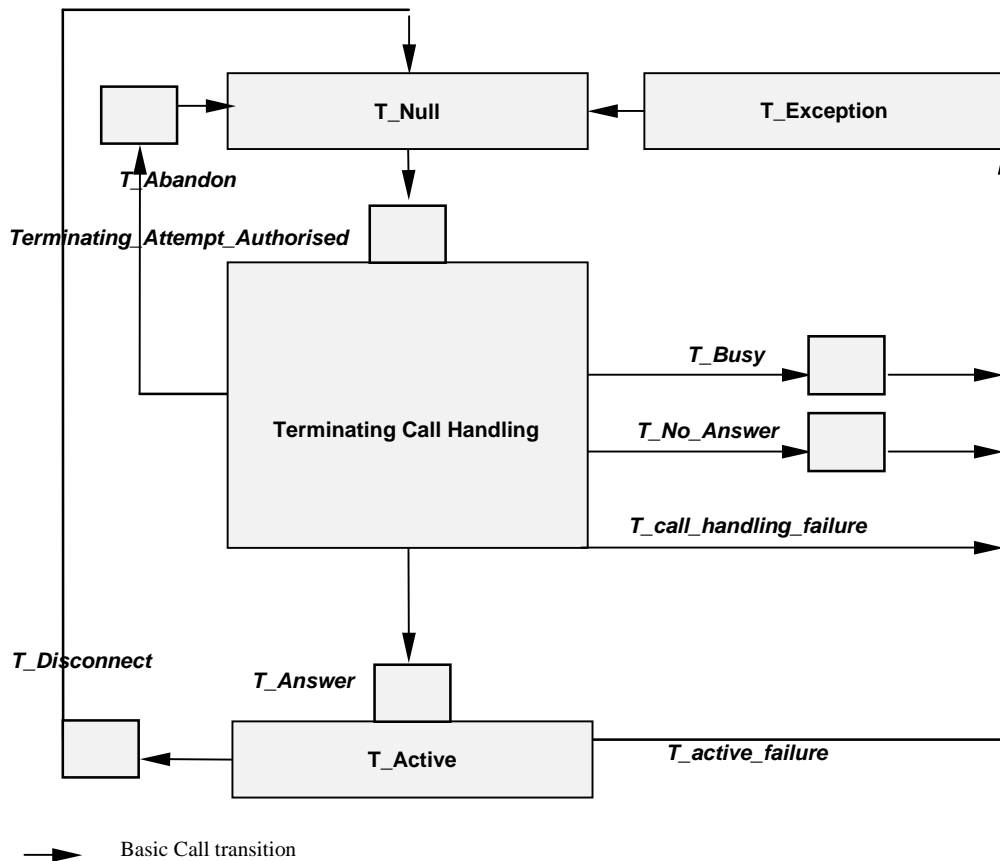 T_Null
T_Exception
T_Abandon
Terminating_Attempt_Authorised
T_Busy
Terminating Call Handling
T_No_Answer
T_call_handling_failure
T_Disconnect
T_Answer
T_Active
T_active_failure
Basic Call transition